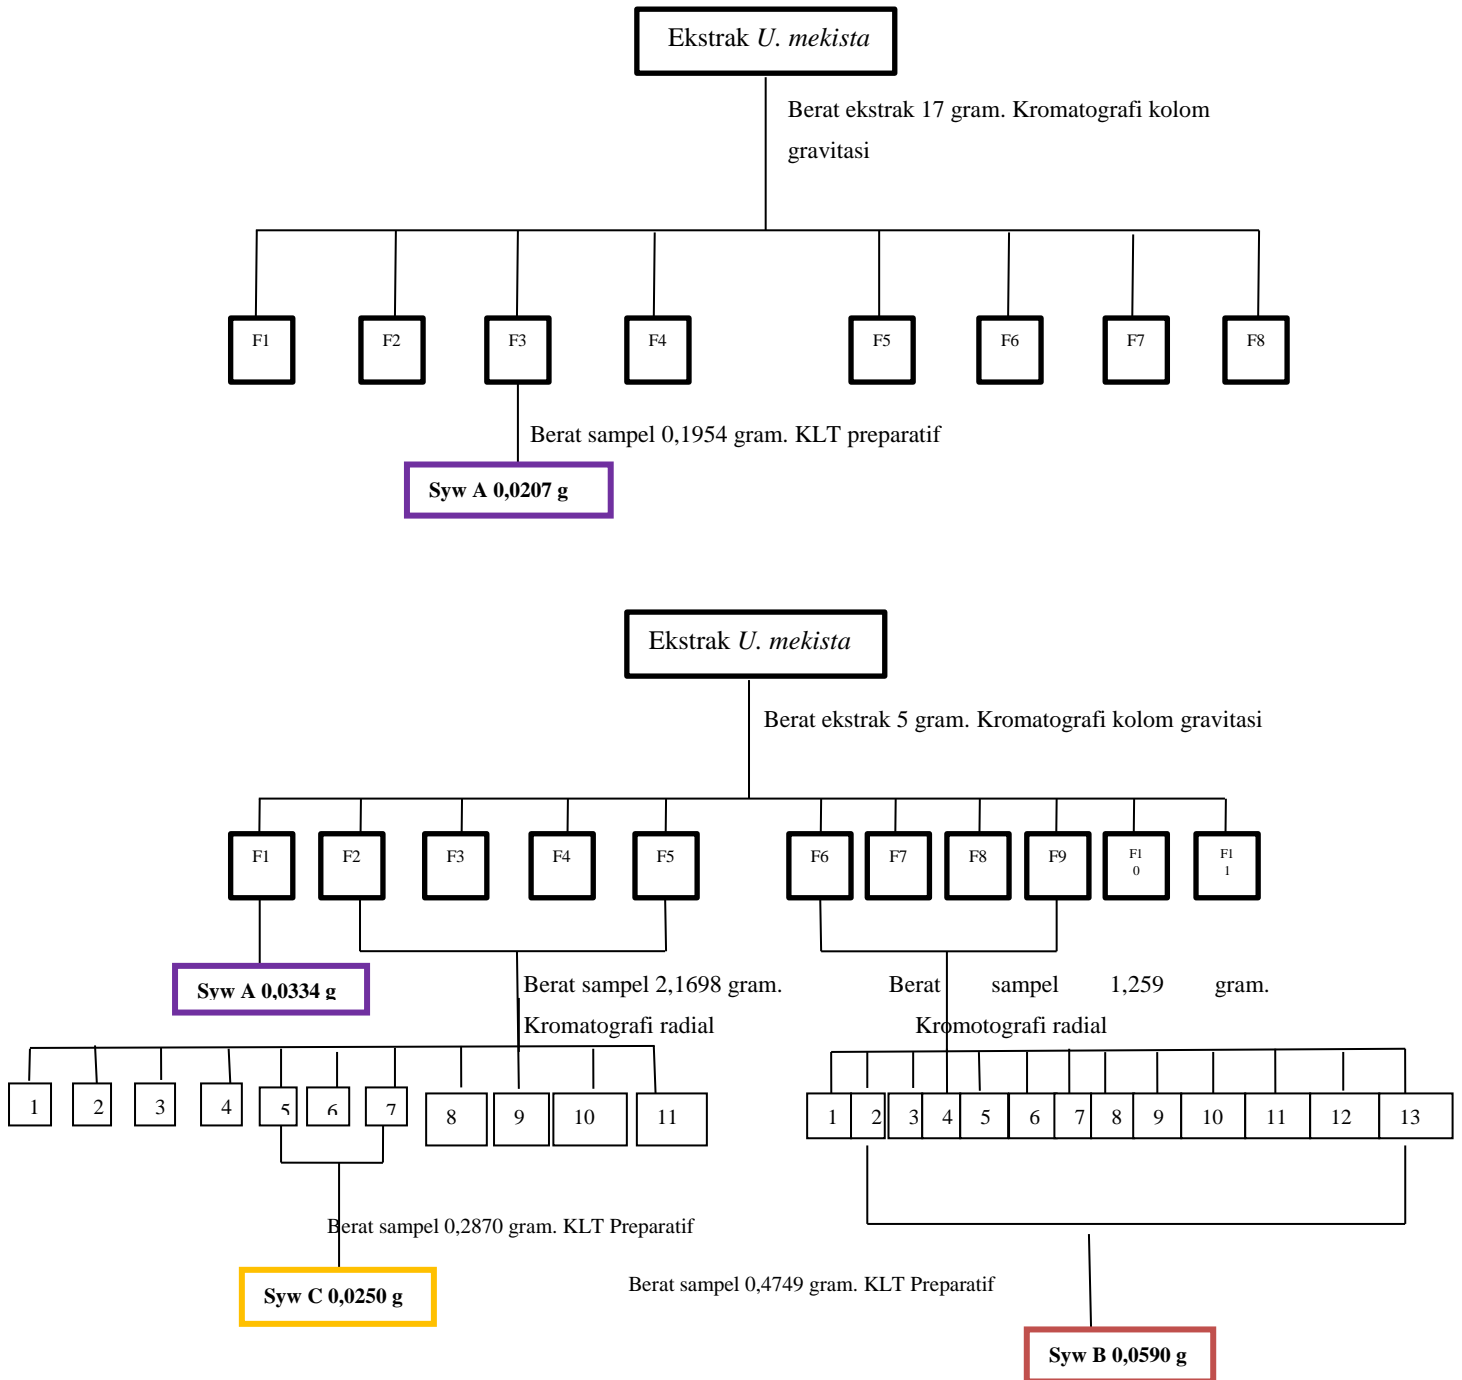 Ekstrak U. mekista
Berat ekstrak 17 gram. Kromatografi kolom
gravitasi
F1
F2
F3
F4
F5
F6
F7
F8
Berat sampel 0,1954 gram. KLT preparatif
Syw A 0,0207 g
Ekstrak U. mekista
Berat ekstrak 5 gram. Kromatografi kolom gravitasi
F1
F2
F3
F4
F5
F6
F7
F8
F9
F1
0
F1
1
Syw A 0,0334 g
Berat sampel 2,1698 gram.
Kromatografi radial
Berat sampel 1,259 gram.
Kromotografi radial
1
2
3
4
5
6
7
8
9
10
11
1
2
3
4
5
6
7
8
9
10
11
12
13
Berat sampel 0,2870 gram. KLT Preparatif
Syw C 0,0250 g
Berat sampel 0,4749 gram. KLT Preparatif
Syw B 0,0590 g